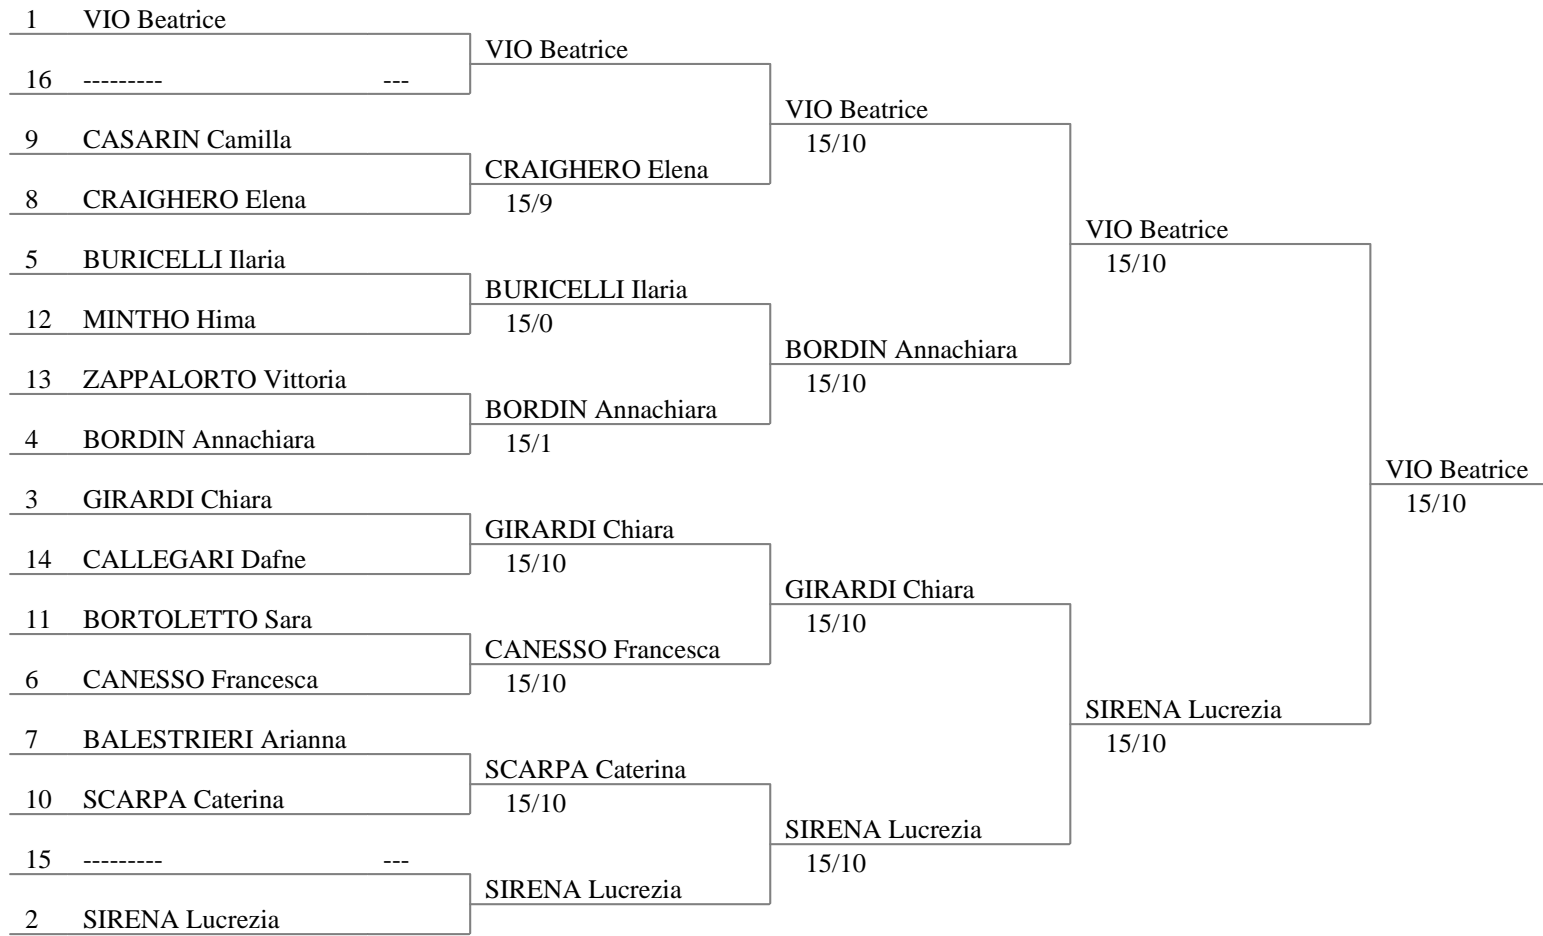 1 VIO Beatrice
VIO Beatrice
16 --------- ---
VIO Beatrice
15/10
9 CASARIN Camilla
CRAIGHERO Elena
15/9
8 CRAIGHERO Elena
VIO Beatrice
15/10
5 BURICELLI Ilaria
BURICELLI Ilaria
15/0
12 MINTHO Hima
BORDIN Annachiara
15/10
13 ZAPPALORTO Vittoria
BORDIN Annachiara
15/1
4 BORDIN Annachiara
VIO Beatrice
15/10
3 GIRARDI Chiara
GIRARDI Chiara
15/10
14 CALLEGARI Dafne
GIRARDI Chiara
15/10
11 BORTOLETTO Sara
CANESSO Francesca
15/10
6 CANESSO Francesca
SIRENA Lucrezia
15/10
7 BALESTRIERI Arianna
SCARPA Caterina
15/10
10 SCARPA Caterina
SIRENA Lucrezia
15/10
15 --------- ---
SIRENA Lucrezia
2 SIRENA Lucrezia